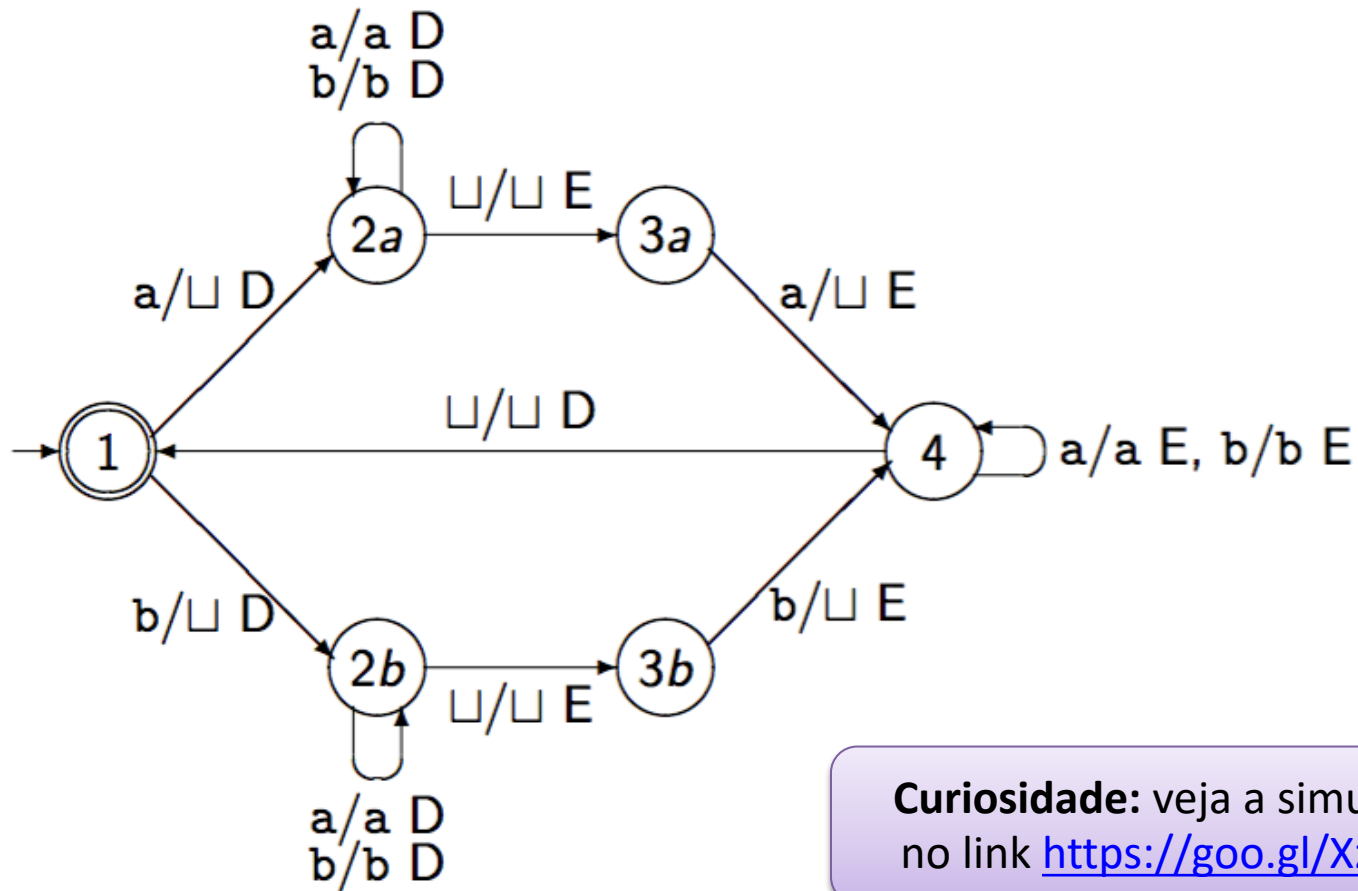 a/a D
b/b D
⊔/⊔ E
2a
3a
a/⊔ D
a/⊔ E
⊔/⊔ D
1
4
a/a E, b/b E
b/⊔ D
b/⊔ E
2b
3b
⊔/⊔ E
a/a D
b/b D
Curiosidade: veja a simu
no link https://goo.gl/X